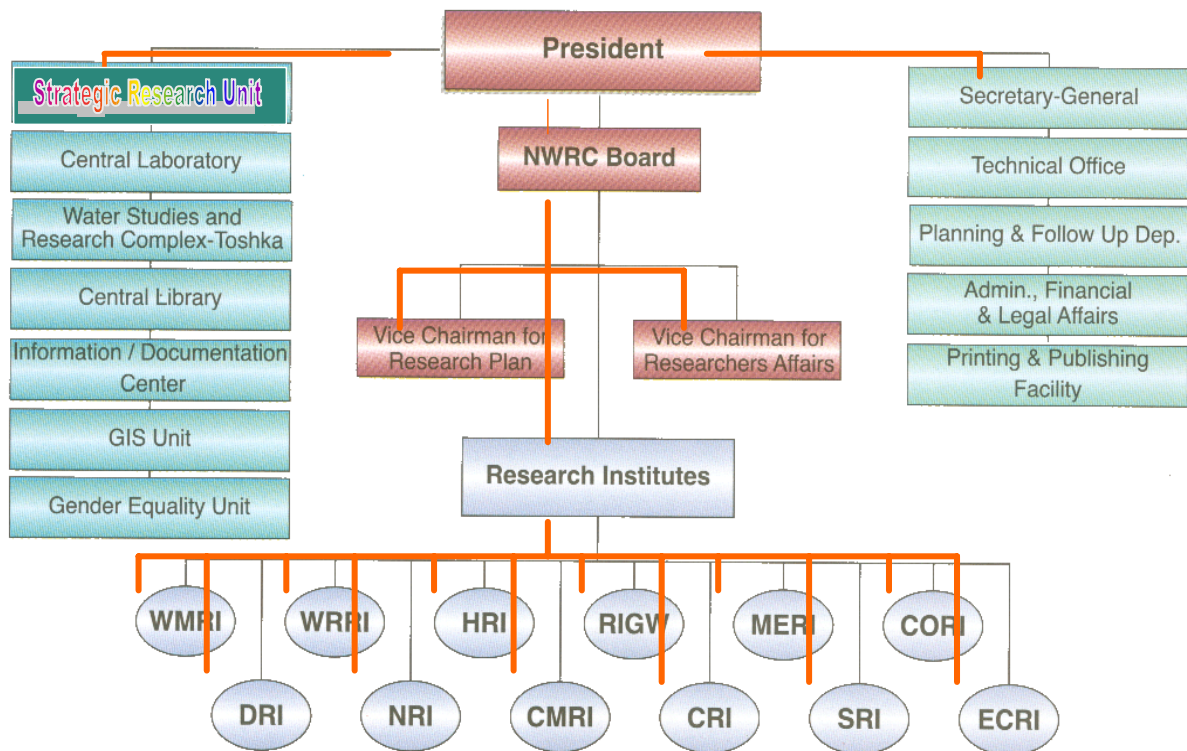 President
Strategic Research Unit
Central Laboratory
Water Studies and
Research Complex-Toshka
Central Library
Information / Documentation
Center
GIS Unit
Gender Equality Unit
NWRC Board
Vice Chairman for
Research Plan
Vice Chairman for
Researchers Affairs
Secretary-General
Technical Office
Planning & Follow Up Dep.
Admin., Financial
& Legal Affairs
Printing & Publishing
Facility
Research Institutes
WMRI
WRRI
HRI
RIGW
MERI
CORI
DRI
NRI
CMRI
CRI
SRI
ECRI